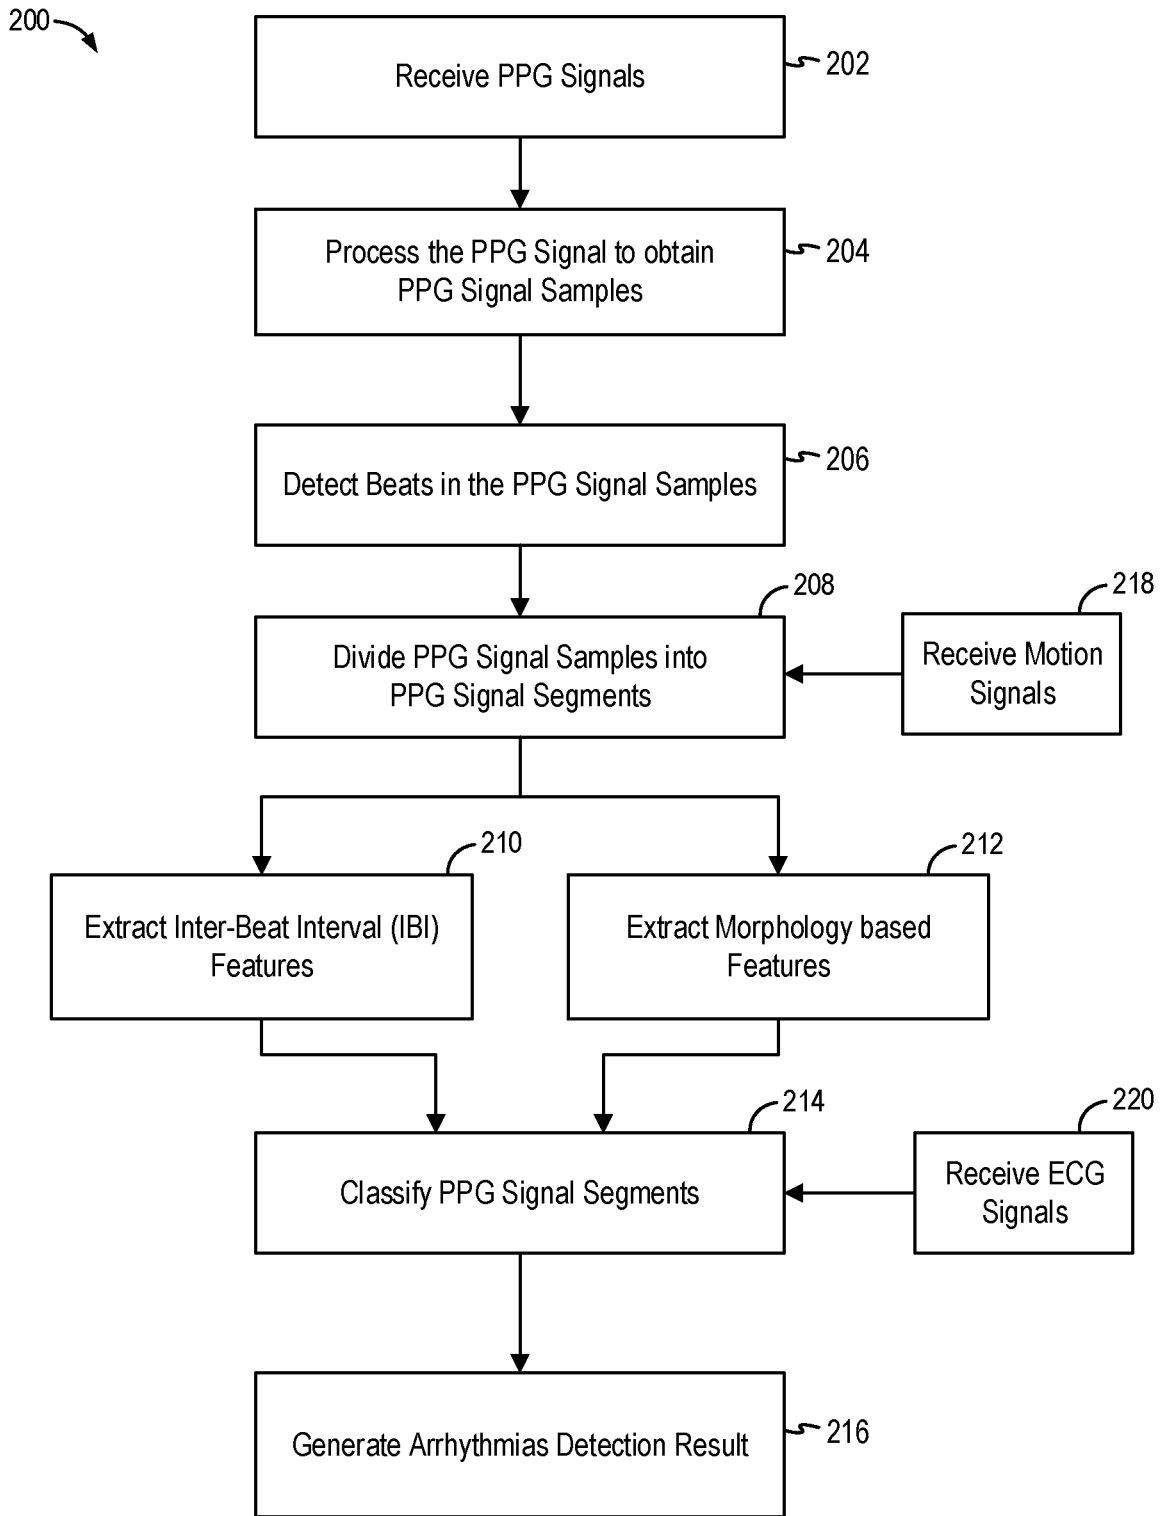 200
Receive PPG Signals
202
Process the PPG Signal to obtain
PPG Signal Samples
204
Detect Beats in the PPG Signal Samples
206
208
Divide PPG Signal Samples into
PPG Signal Segments
218
Receive Motion
Signals
210
Extract Inter-Beat Interval (IBI)
Features
212
Extract Morphology based
Features
214
Classify PPG Signal Segments
220
Receive ECG
Signals
Generate Arrhythmias Detection Result
216